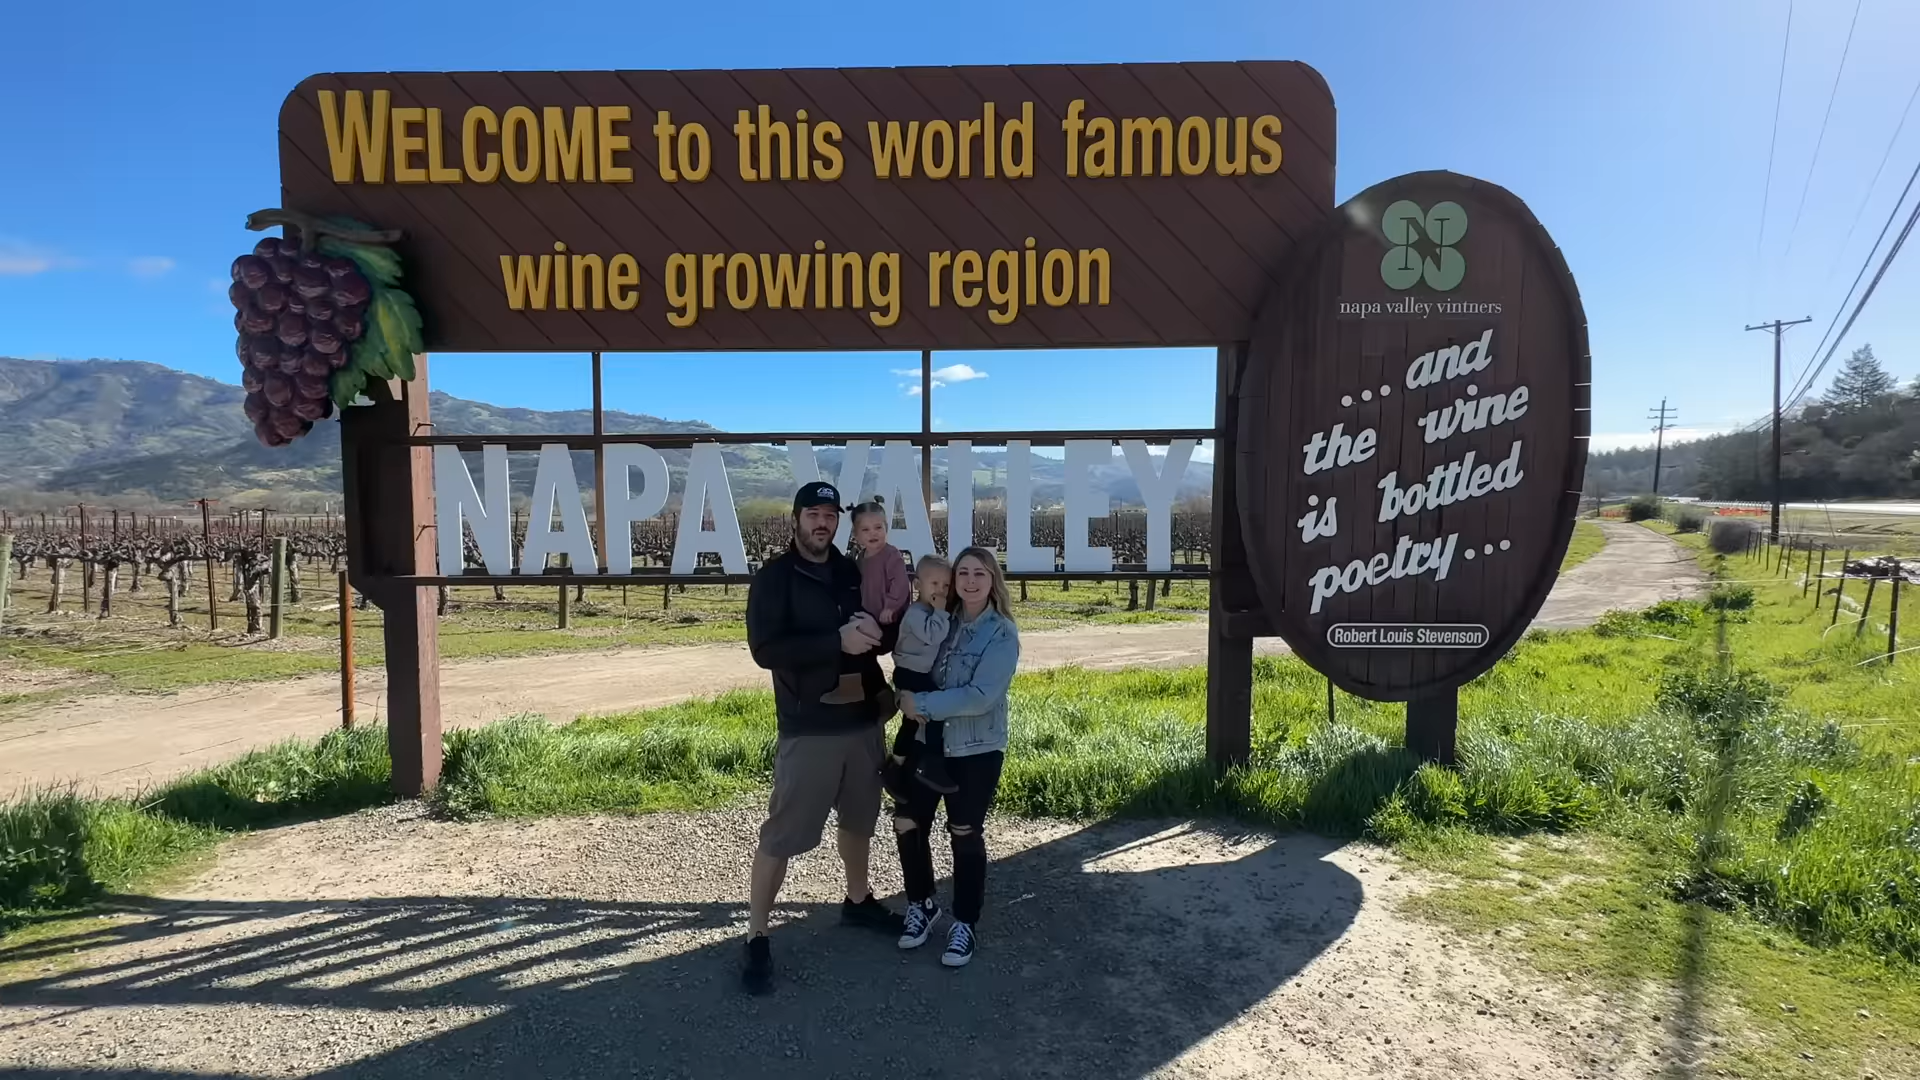 WELCOME to this world famous
wine growing region
NAPA VALLEY
N
napa valley vintners
... and
the wine
is bottled
poetry...
Robert Louis Stevenson